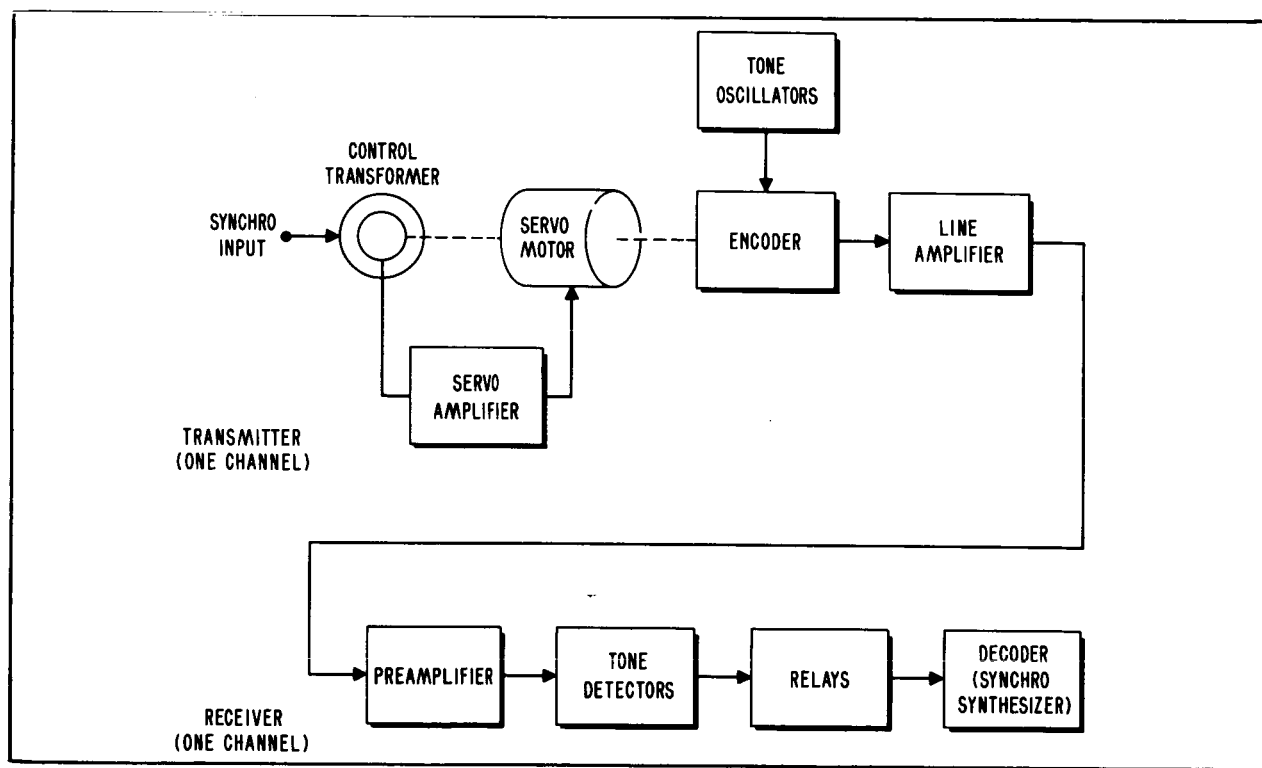 TONE
OSCILLATORS
CONTROL
TRANSFORMER
SYNCHRO
INPUT
SERVO
MOTOR
ENCODER
LINE
AMPLIFIER
SERVO
AMPLIFIER
TRANSMITTER
(ONE CHANNEL)
PREAMPLIFIER
TONE
DETECTORS
RELAYS
DECODER
(SYNCHRO
SYNTHESIZER)
RECEIVER
(ONE CHANNEL)